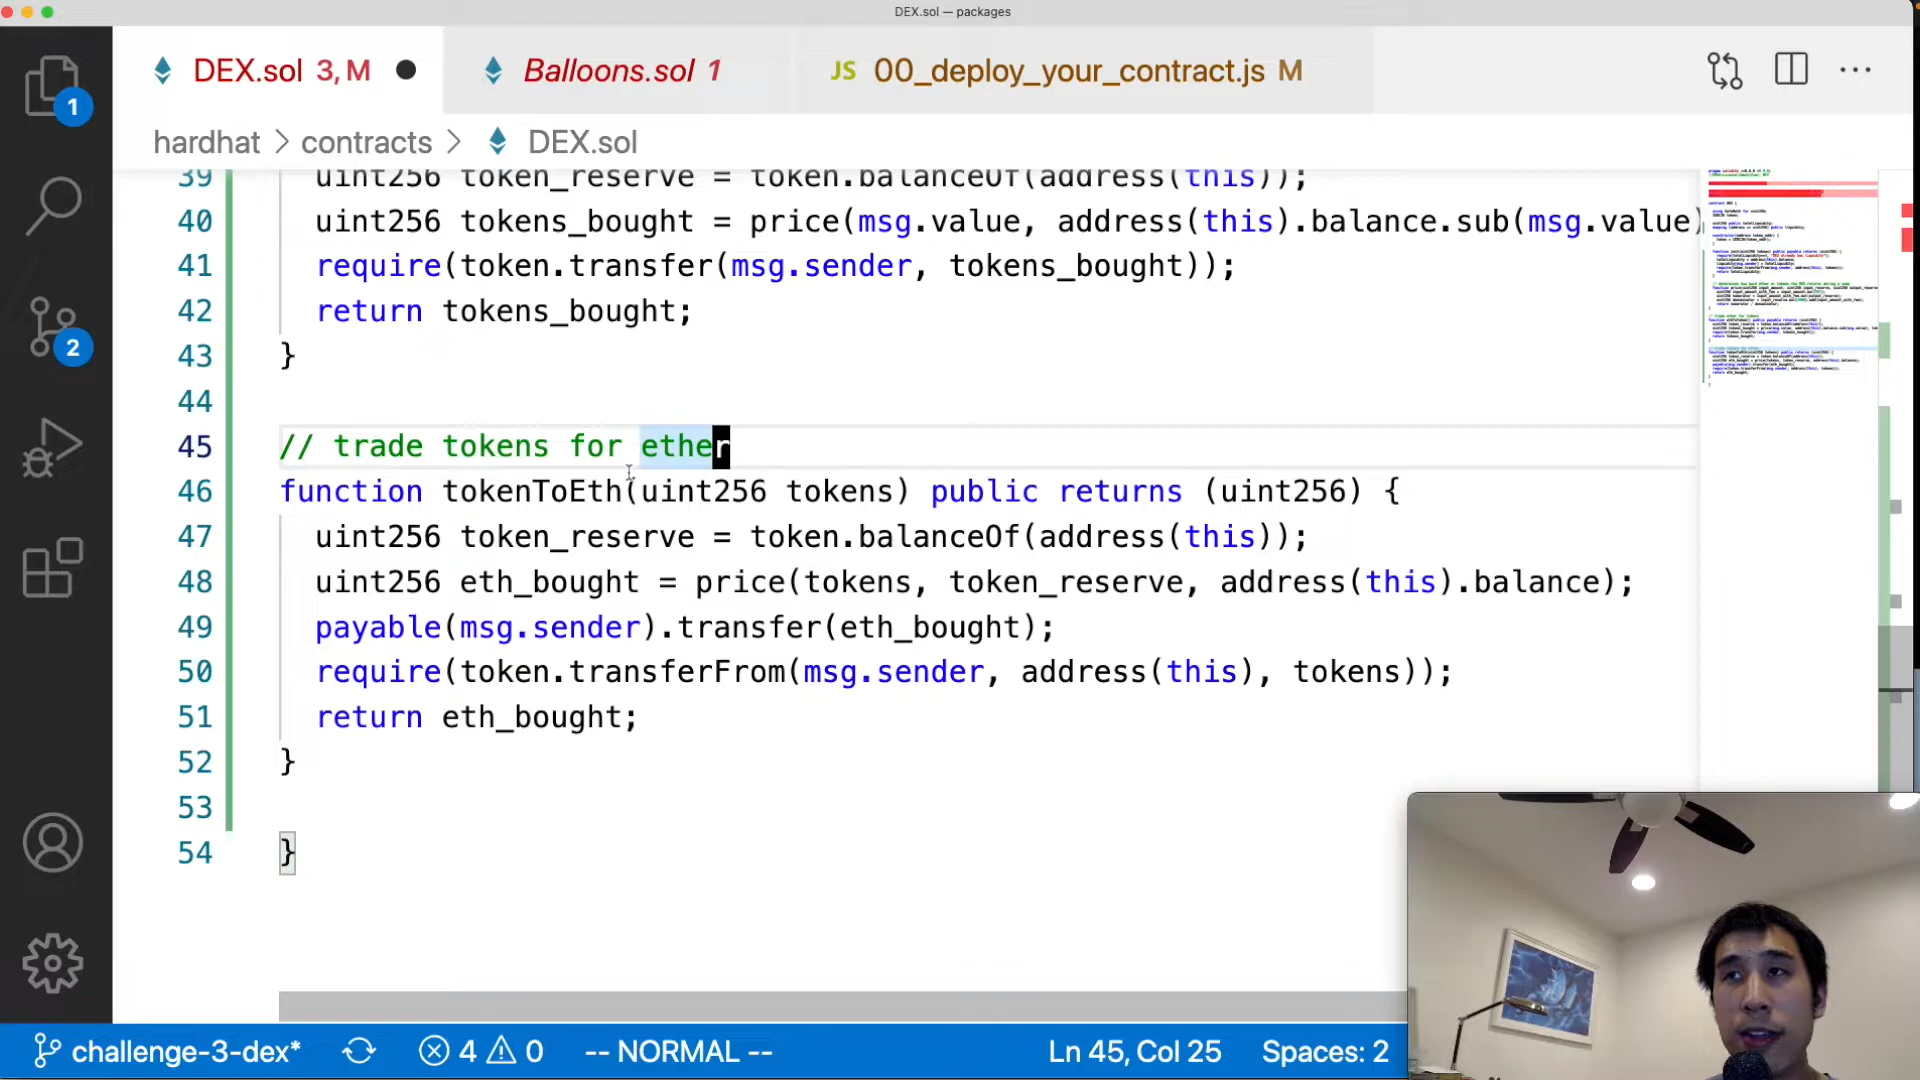 DEX.sol — packages
DEX.sol 3, M
Balloons.sol 1
JS 00_deploy_your_contract.js M
1
hardhat > contracts > DEX.sol
39 uint256 token_reserve = token.balanceOf(address(this));
40 uint256 tokens_bought = price(msg.value, address(this).balance.sub(msg.value)
41 require(token.transfer(msg.sender, tokens_bought));
42 return tokens_bought;
43 }
44
45 // trade tokens for ether
46 function tokenToEth(uint256 tokens) public returns (uint256) {
47 uint256 token_reserve = token.balanceOf(address(this));
48 uint256 eth_bought = price(tokens, token_reserve, address(this).balance);
49 payable(msg.sender).transfer(eth_bought);
50 require(token.transferFrom(msg.sender, address(this), tokens));
51 return eth_bought;
52 }
53
54 }
2
challenge-3-dex* 4 0 -- NORMAL -- Ln 45, Col 25 Spaces: 2